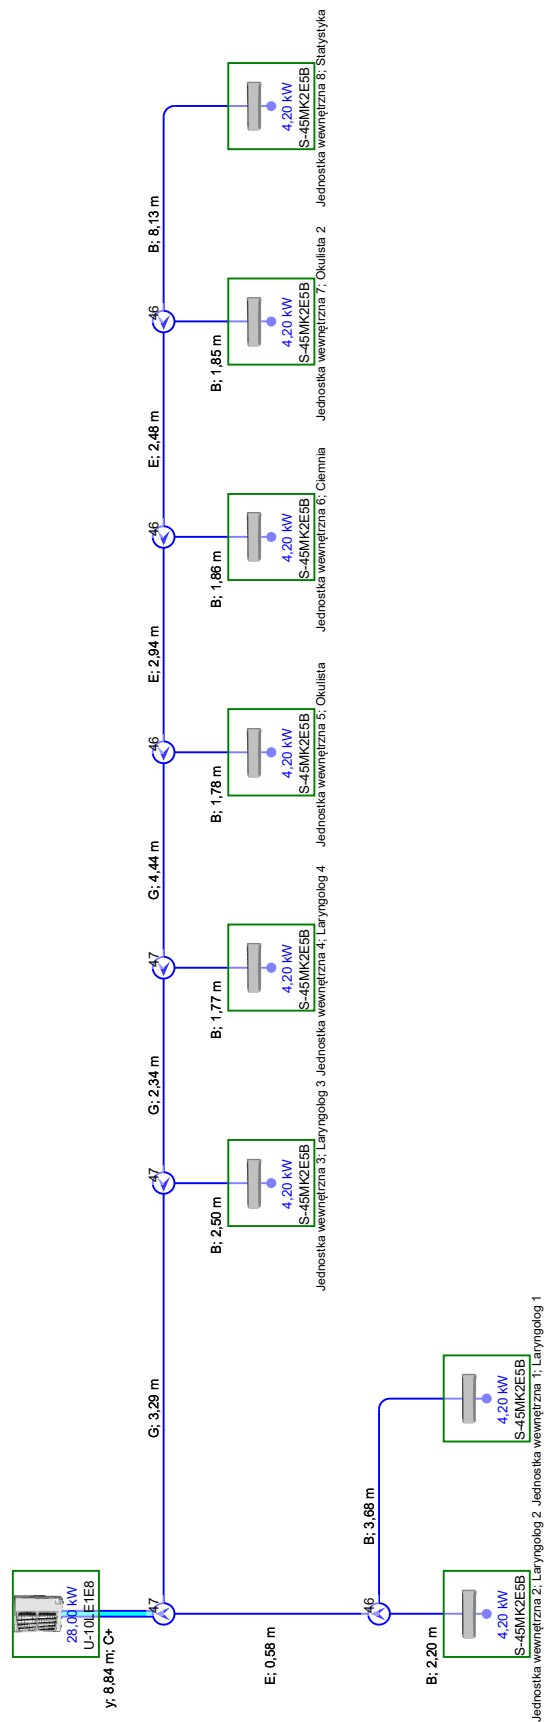 28,00 kW
U-10LE1E8
y; 8,84 m; C+
47
G; 3,29 m
47
G; 2,34 m
47
G; 4,44 m
46
E; 2,94 m
46
E; 2,48 m
46
B; 8,13 m
B; 2,50 m
4,20 kW
S-45MK2E5B
Jednostka wewnętrzna 3; Laryngolog 3
B; 1,77 m
4,20 kW
S-45MK2E5B
Jednostka wewnętrzna 4; Laryngolog 4
B; 1,78 m
4,20 kW
S-45MK2E5B
Jednostka wewnętrzna 5; Okulista
B; 1,86 m
4,20 kW
S-45MK2E5B
Jednostka wewnętrzna 6; Ciemnia
B; 1,85 m
4,20 kW
S-45MK2E5B
Jednostka wewnętrzna 7; Okulista 2
4,20 kW
S-45MK2E5B
Jednostka wewnętrzna 8; Statystyka
E; 0,58 m
46
B; 3,68 m
B; 2,20 m
4,20 kW
S-45MK2E5B
Jednostka wewnętrzna 2; Laryngolog 2
4,20 kW
S-45MK2E5B
Jednostka wewnętrzna 1; Laryngolog 1